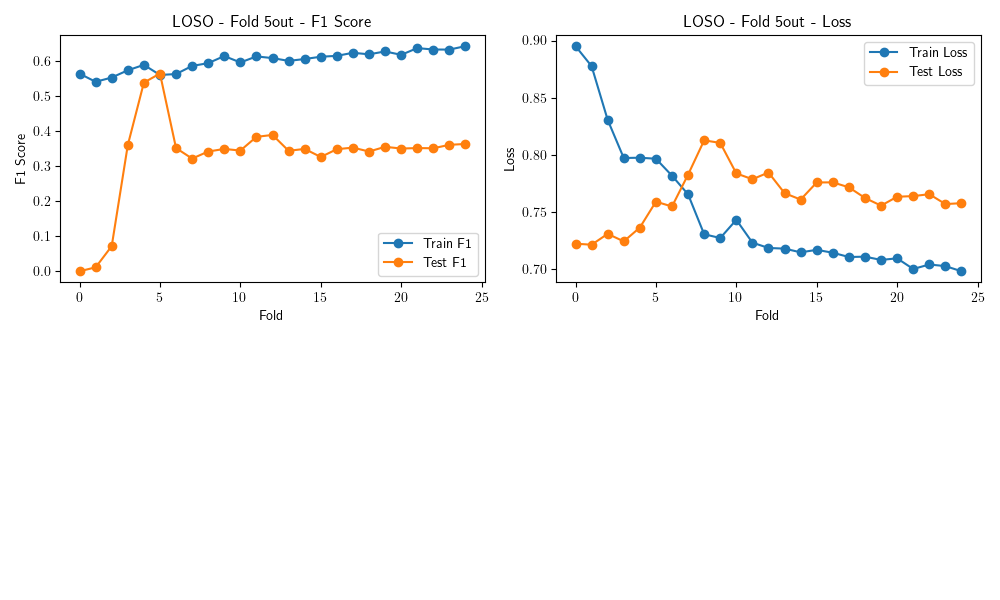 LOSO - Fold 5out - F1 Score
0.6
0.5
0.4
0.3
0.2
0.1
0.0
F1 Score
Train F1
Test F1
0 5 10 15 20 25
Fold
LOSO - Fold 5out - Loss
0.90
0.85
0.80
0.75
0.70
Loss
Train Loss
Test Loss
0 5 10 15 20 25
Fold